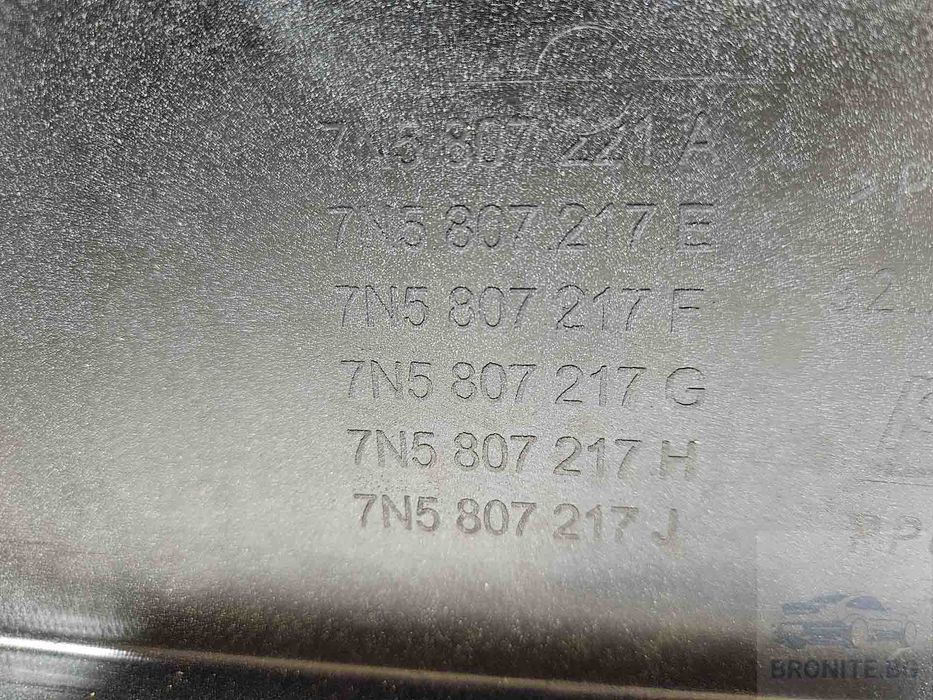 7N5 807 221 A
7N5 807 217 E
7N5 807 217 F
7N5 807 217 G
7N5 807 217 H
7N5 807 217 J
BRONITE.BG